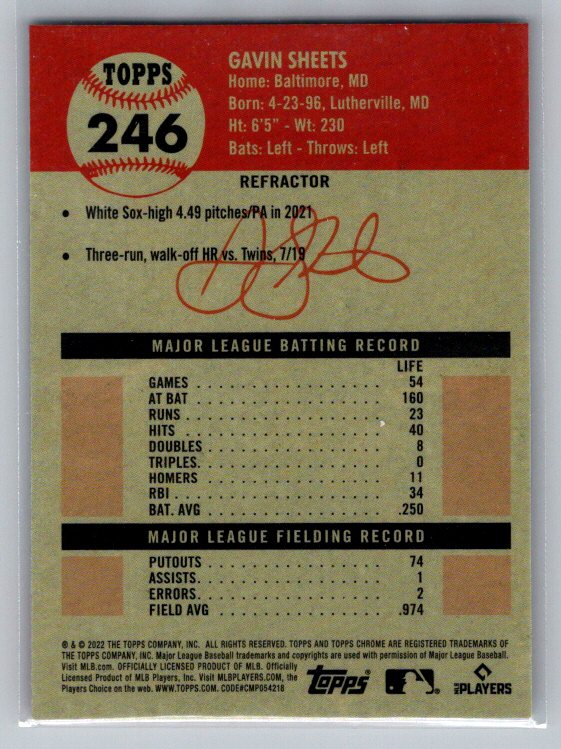 TOPPS
246
GAVIN SHEETS
Home: Baltimore, MD
Born: 4-23-96, Lutherville, MD
Ht: 6'5" - Wt: 230
Bats: Left - Throws: Left
REFRACTOR
• White Sox-high 4.49 pitches/PA in 2021
• Three-run, walk-off HR vs. Twins, 7/19
MAJOR LEAGUE BATTING RECORD
LIFE
GAMES 54
AT BAT 160
RUNS 23
HITS 40
DOUBLES 8
TRIPLES 0
HOMERS 11
RBI 34
BAT. AVG .250
MAJOR LEAGUE FIELDING RECORD
PUTOUTS 74
ASSISTS 1
ERRORS 2
FIELD AVG .974
® & © 2022 THE TOPPS COMPANY, INC. ALL RIGHTS RESERVED. TOPPS AND TOPPS CHROME ARE REGISTERED TRADEMARKS OF
THE TOPPS COMPANY, INC. Major League Baseball trademarks and copyrights are used with permission of Major League Baseball.
Visit MLB.com. OFFICIALLY LICENSED PRODUCT OF MLB. Officially
Licensed Product of MLB Players, Inc. Visit MLBPLAYERS.com, the
Players Choice on the web. WWW.TOPPS.COM. CODE#CMP054218
topps
MLB PLAYERS